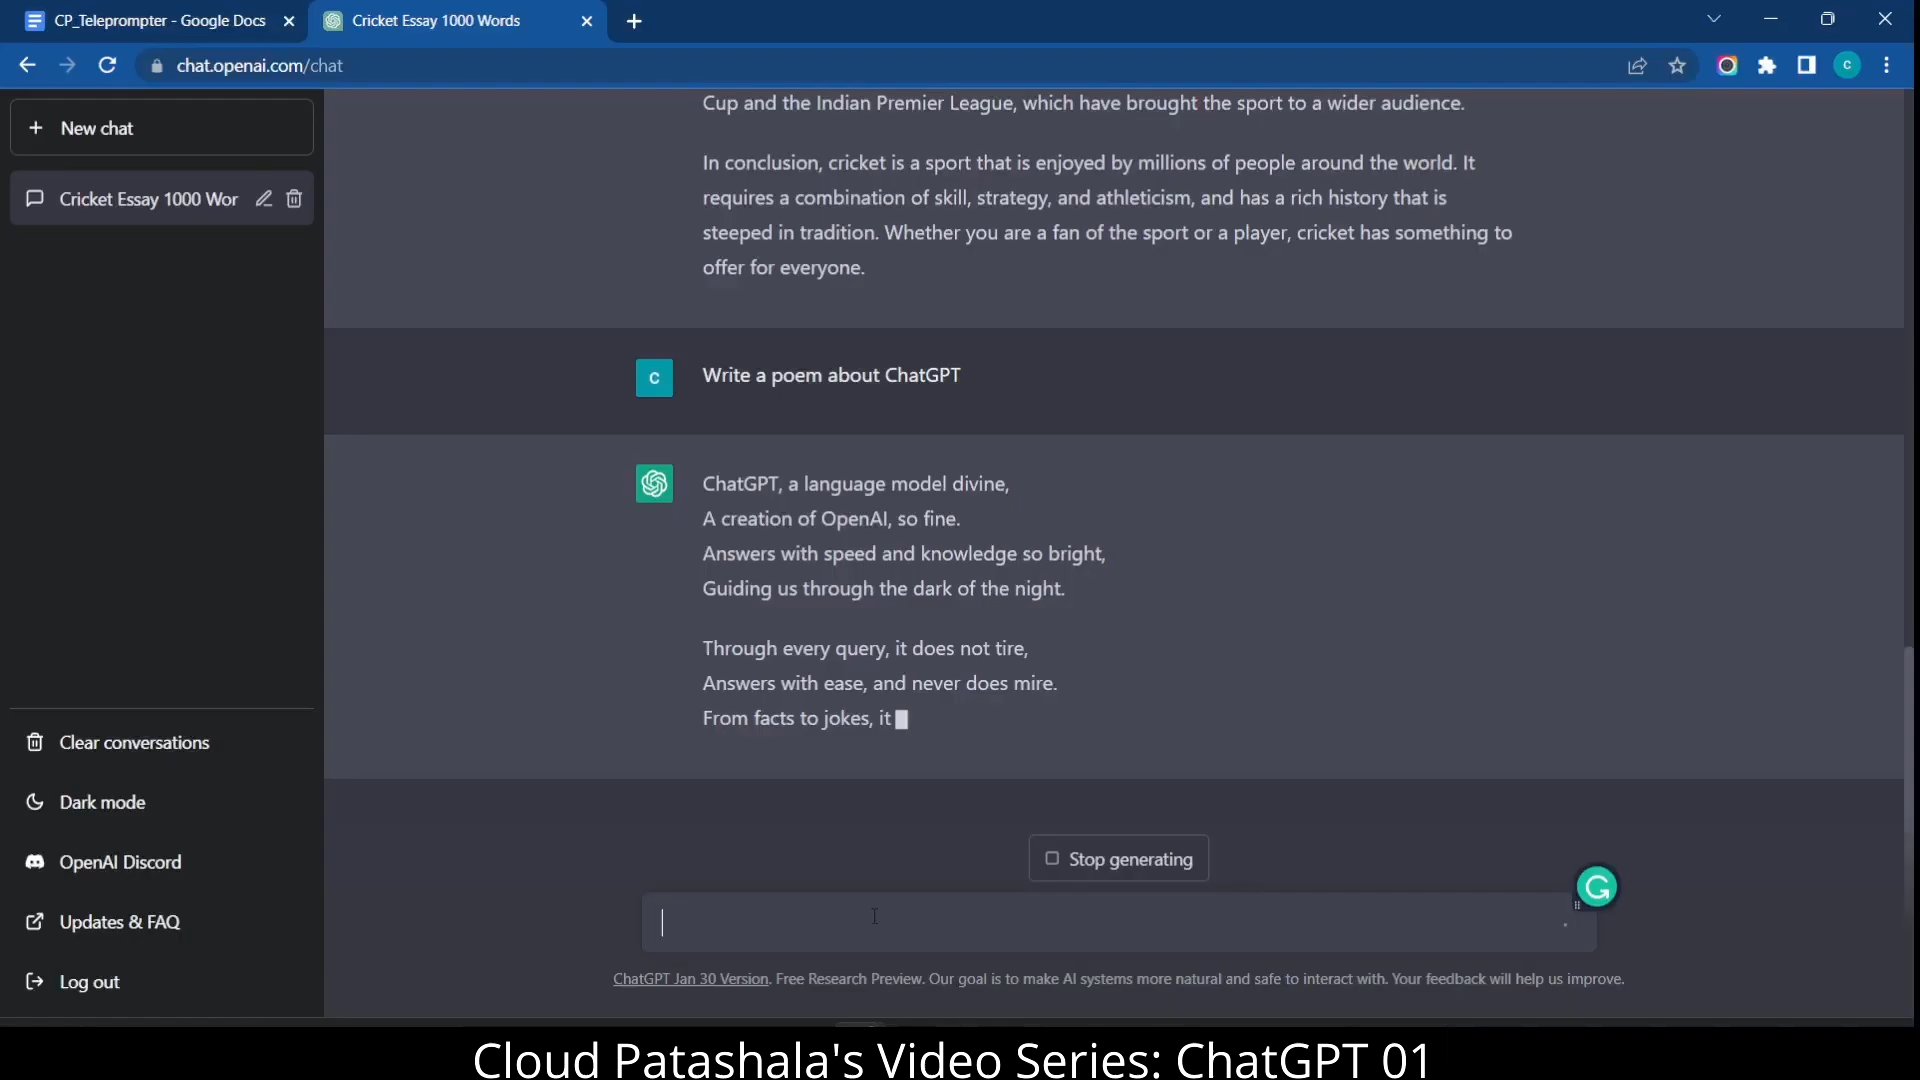 CP_Teleprompter - Google Docs
Cricket Essay 1000 Words
chat.openai.com/chat
C
New chat
Cricket Essay 1000 Wor
Cup and the Indian Premier League, which have brought the sport to a wider audience.
In conclusion, cricket is a sport that is enjoyed by millions of people around the world. It
requires a combination of skill, strategy, and athleticism, and has a rich history that is
steeped in tradition. Whether you are a fan of the sport or a player, cricket has something to
offer for everyone.
C
Write a poem about ChatGPT
ChatGPT, a language model divine,
A creation of OpenAI, so fine.
Answers with speed and knowledge so bright,
Guiding us through the dark of the night.
Through every query, it does not tire,
Answers with ease, and never does mire.
From facts to jokes, it
Clear conversations
Dark mode
OpenAI Discord
Updates & FAQ
Log out
Stop generating
ChatGPT Jan 30 Version. Free Research Preview. Our goal is to make AI systems more natural and safe to interact with. Your feedback will help us improve.
Cloud Patashala's Video Series: ChatGPT 01